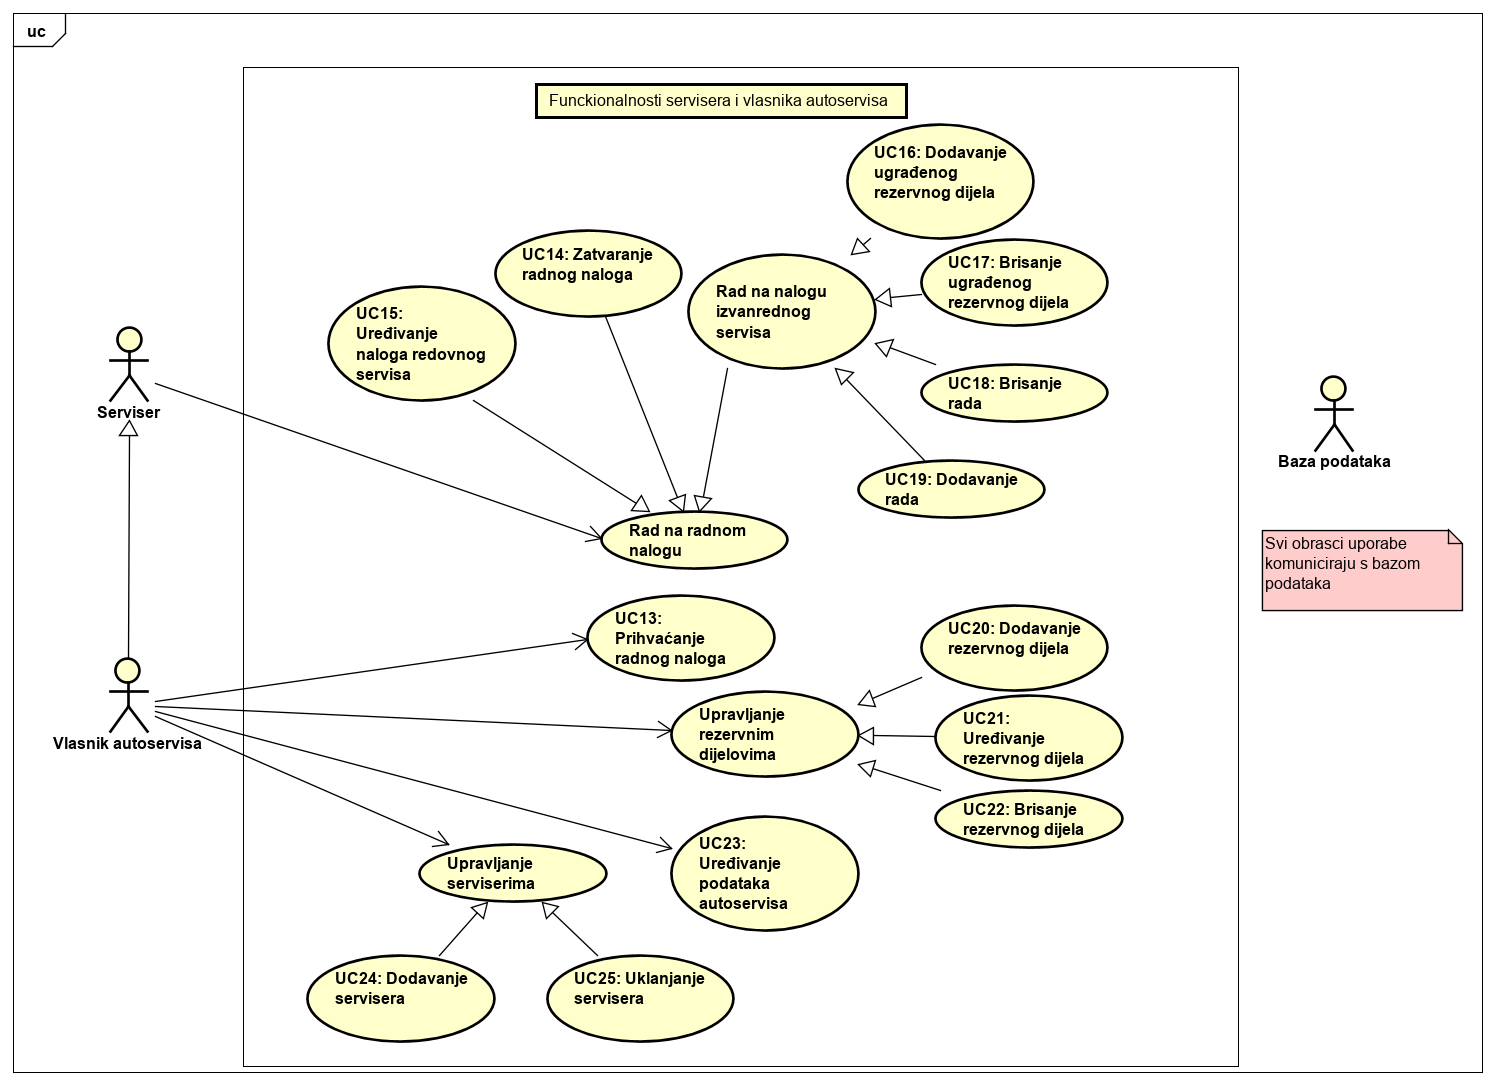 uc
Funckionalnosti servisera i vlasnika autoservisa
UC16: Dodavanje
ugrađenog
rezervnog dijela
UC14: Zatvaranje
radnog naloga
UC17: Brisanje
ugrađenog
rezervnog dijela
Rad na nalogu
izvanrednog
servisa
UC15:
Uređivanje
naloga redovnog
servisa
UC18: Brisanje
rada
Serviser
Baza podataka
UC19: Dodavanje
rada
Rad na radnom
nalogu
Svi obrasci uporabe
komuniciraju s bazom
podataka
UC13:
Prihvaćanje
radnog naloga
UC20: Dodavanje
rezervnog dijela
Vlasnik autoservisa
Upravljanje
rezervnim
dijelovima
UC21:
Uređivanje
rezervnog dijela
UC22: Brisanje
rezervnog dijela
UC23:
Uređivanje
podataka
autoservisa
Upravljanje
serviserima
UC24: Dodavanje
servisera
UC25: Uklanjanje
servisera